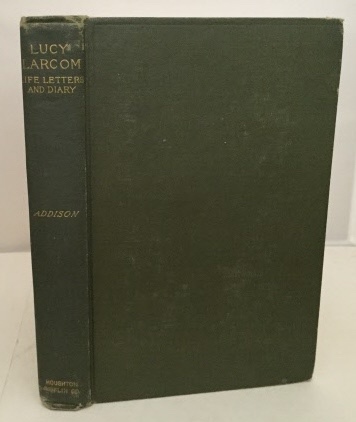 LUCY
LARCOM
LIFE LETTERS
AND DIARY
ADDISON
HOUGHTON
MIFFLIN CO.